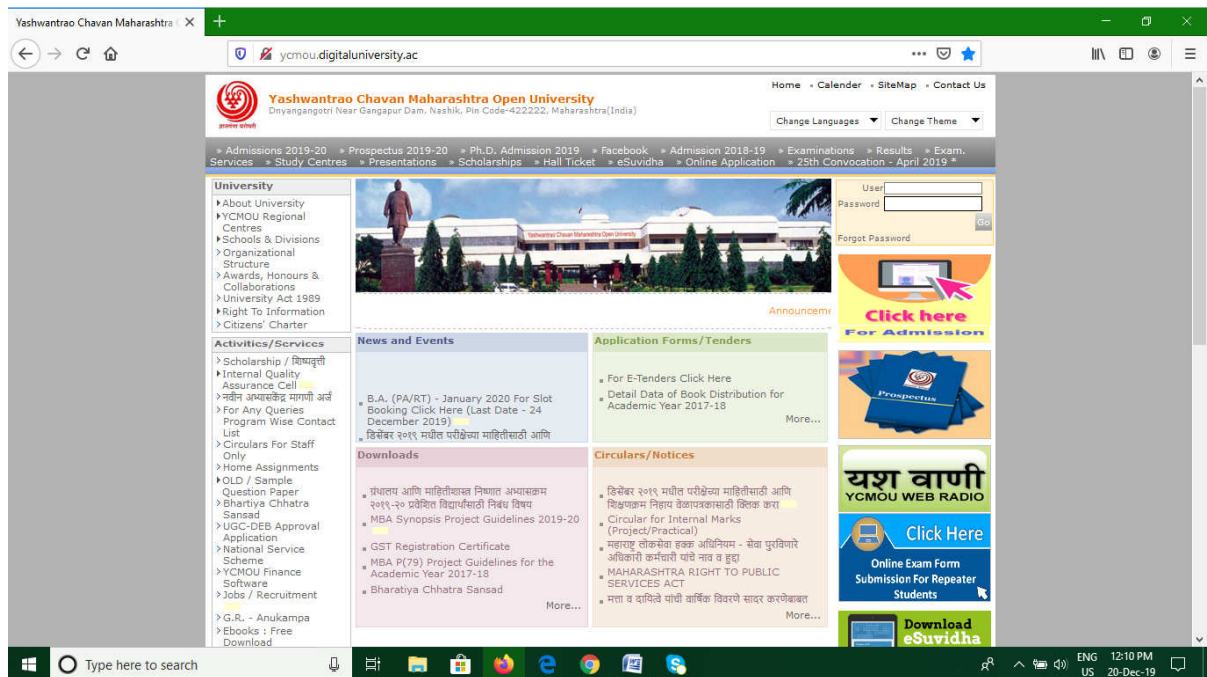 Yashwantrao Chavan Maharashtra
ycmou.digitaluniversity.ac
Home • Calender • SiteMap • Contact Us
Yashwantrao Chavan Maharashtra Open University
Dnyangangotri Near Gangapur Dam, Nashik, Pin Code-422222, Maharashtra(India)
Change Languages Change Theme
» Admissions 2019-20 » Prospectus 2019-20 » Ph.D. Admission 2019 » Facebook » Admission 2018-19 » Examinations » Results » Exam.
Services » Study Centres » Presentations » Scholarships » Hall Ticket » eSuvidha » Online Application » 25th Convocation - April 2019 *
University
About University
YCMOU Regional
Centres
Schools & Divisions
Organizational
Structure
Awards, Honours &
Collaborations
University Act 1989
Right To Information
Citizens' Charter
Activities/Services
Scholarship / शिष्यवृत्ती
Internal Quality
Assurance Cell
नवीन अभ्यासकेंद्र मागणी अर्ज
For Any Queries
Program Wise Contact
List
Circulars For Staff
Only
Home Assignments
OLD / Sample
Question Paper
Bhartiya Chhatra
Sansad
UGC-DEB Approval
Application
National Service
Scheme
YCMOU Finance
Software
Jobs / Recruitment
G.R. - Anukampa
Ebooks : Free
Download
Yashwantrao Chavan Maharashtra Open University
Announceme
News and Events
B.A. (PA/RT) - January 2020 For Slot
Booking Click Here (Last Date - 24
December 2019)
डिसेंबर २०१९ मधील परीक्षेच्या माहितीसाठी आणि
Application Forms/Tenders
For E-Tenders Click Here
Detail Data of Book Distribution for
Academic Year 2017-18
More...
Downloads
ग्रंथालय आणि माहितीशास्त्र निष्णात अभ्यासक्रम
२०१९-२० प्रवेशित विद्यार्थांसाठी निबंध विषय
MBA Synopsis Project Guidelines 2019-20
GST Registration Certificate
MBA P(79) Project Guidelines for the
Academic Year 2017-18
Bharatiya Chhatra Sansad
More...
Circulars/Notices
डिसेंबर २०१९ मधील परीक्षेच्या माहितीसाठी आणि
शिक्षणक्रम निहाय वेळापत्रकासाठी क्लिक करा
Circular for Internal Marks
(Project/Practical)
महाराष्ट्र लोकसेवा हक्क अधिनियम - सेवा पुरविणारे
अधिकारी कर्मचारी यांचे नाव व हुद्दा
MAHARASHTRA RIGHT TO PUBLIC
SERVICES ACT
मत्ता व दायित्वे यांची वार्षिक विवरणे सादर करणेबाबत
More...
User
Password
Go
Forgot Password
Click here
For Admission
Prospectus
यश वाणी
YCMOU WEB RADIO
Click Here
Online Exam Form
Submission For Repeater
Students
Download
eSuvidha
Type here to search
ENG 12:10 PM
US 20-Dec-19